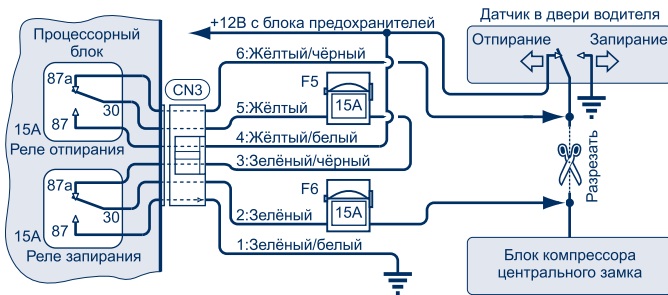 +12В с блока предохранителей
Датчик в двери водителя
Процессорный
блок
Отпирание
Запирание
6:Жёлтый/чёрный
87a
CN3
F5
30
5:Жёлтый
15A
15A
87
4:Жёлтый/белый
Реле отпирания
3:Зелёный/чёрный
Разрезать
87a
F6
30
2:Зелёный
15A
15A
87
1:Зелёный/белый
Реле запирания
Блок компрессора
центрального замка